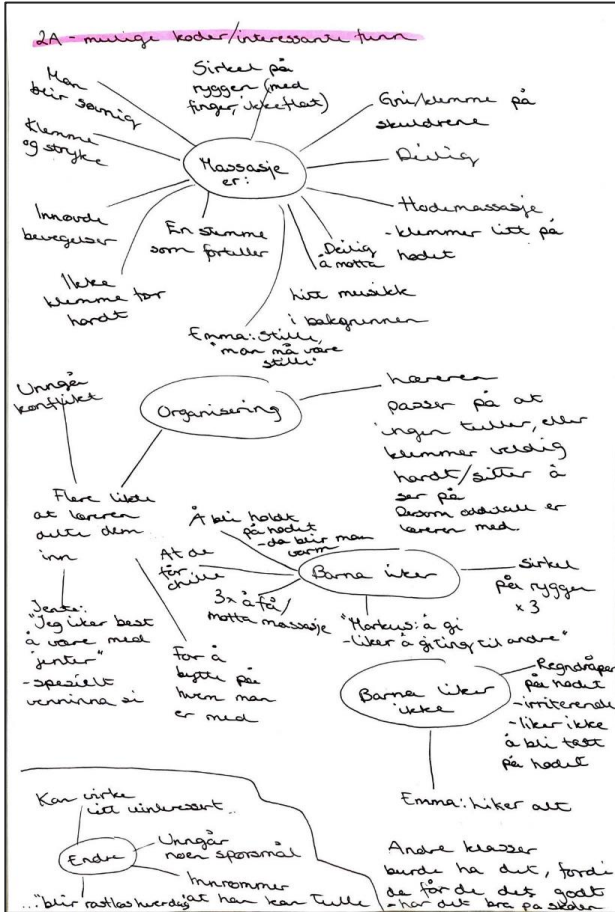 2A - mulige koder/interessante funn
Man
blir søvnig
Sirkel på
ryggen (med
finger, ikke flat)
Gni/klemme på
skuldrene
Klemme
og stryke
Massasje
er:
Deilig
Innøvde
bevegelser
En stemme
som forteller
Hodemassasje
- klemmer litt på
hodet
Deilig
å motta
Ikke
klemme for
hardt
Litt musikk
i bakgrunnen
Emma: Stille,
"man må være
stille"
Unngår
konflikt
Organisering
Læreren
passer på at
ingen tuller, eller
klemmer veldig
hardt/sitter å
ser på
Dersom oddetall er
læreren med.
Flere likte
at læreren
delte dem
inn
Å bli holdt
på hodet
- da blir man
varm
At de
får
chille
Barna liker
Sirkel
på ryggen
x 3
3x å få/
motta massasje
"Markus: å gi
- liker å gi ting til andre"
Jente:
"Jeg liker best
å være med
jenter"
- spesielt
venninna si
Får å
bytte på
hvem man
er med
Barna liker
ikke
Regndråper
på hodet
- irriterende
- liker ikke
å bli tatt
på hodet
Emma: Liker alt
Kan virke
litt uinteressert..
Endre
Unngår
noen spørsmål
Innrømmer
at han kan tulle
..."blir rastløs hverdag"
Andre klasser
burde ha det, fordi
de får de det godt
- har det bra på skolen